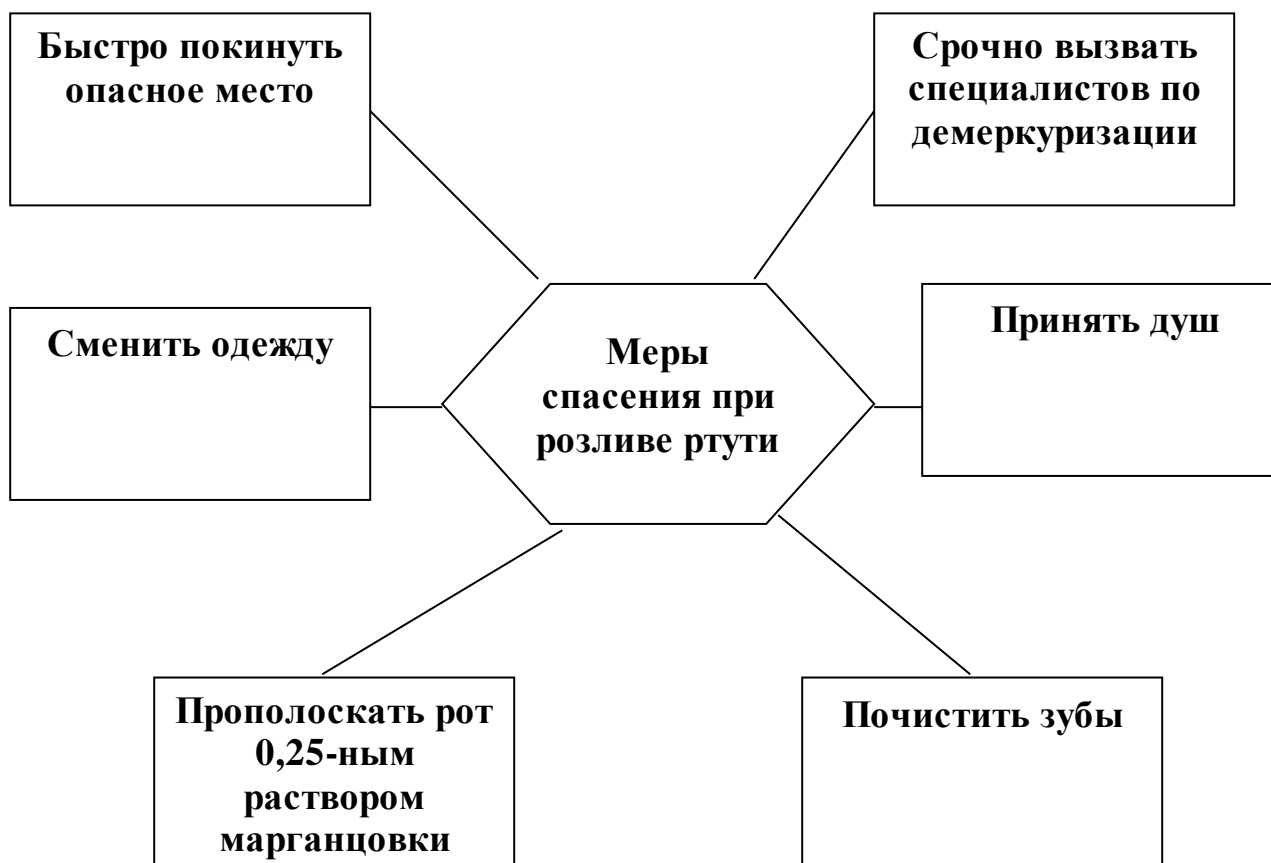 Быстро покинуть
опасное место
Срочно вызвать
специалистов по
демеркуризации
Сменить одежду
Меры
спасения при
розливе ртути
Принять душ
Прополоскать рот
0,25-ным
раствором
марганцовки
Почистить зубы